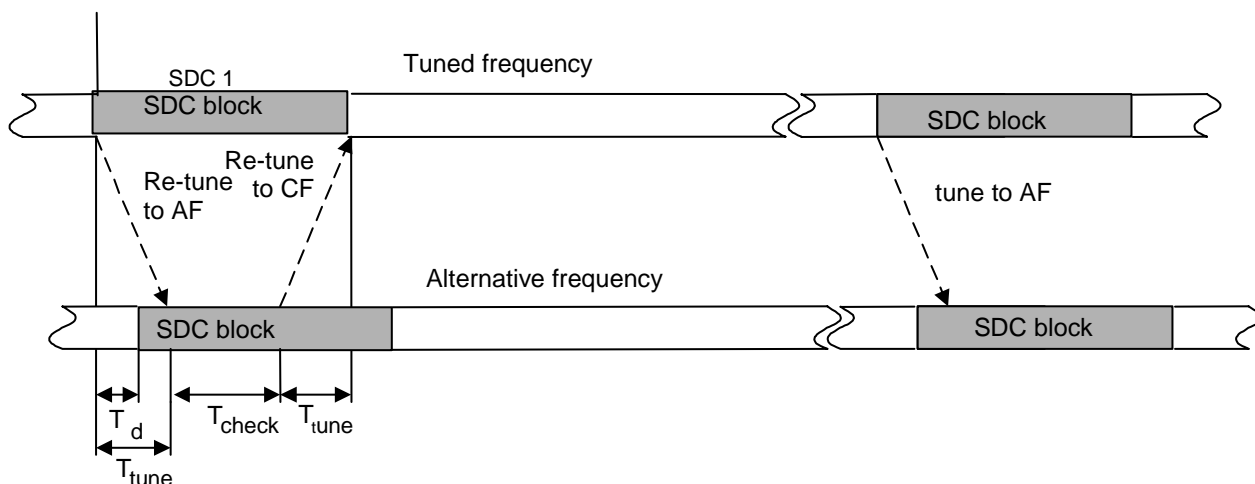 Tuned frequency
SDC 1
SDC block
SDC block
Re-tune
to AF
Re-tune
to CF
tune to AF
Alternative frequency
SDC block
SDC block
T d
Tcheck
Ttune
Ttune